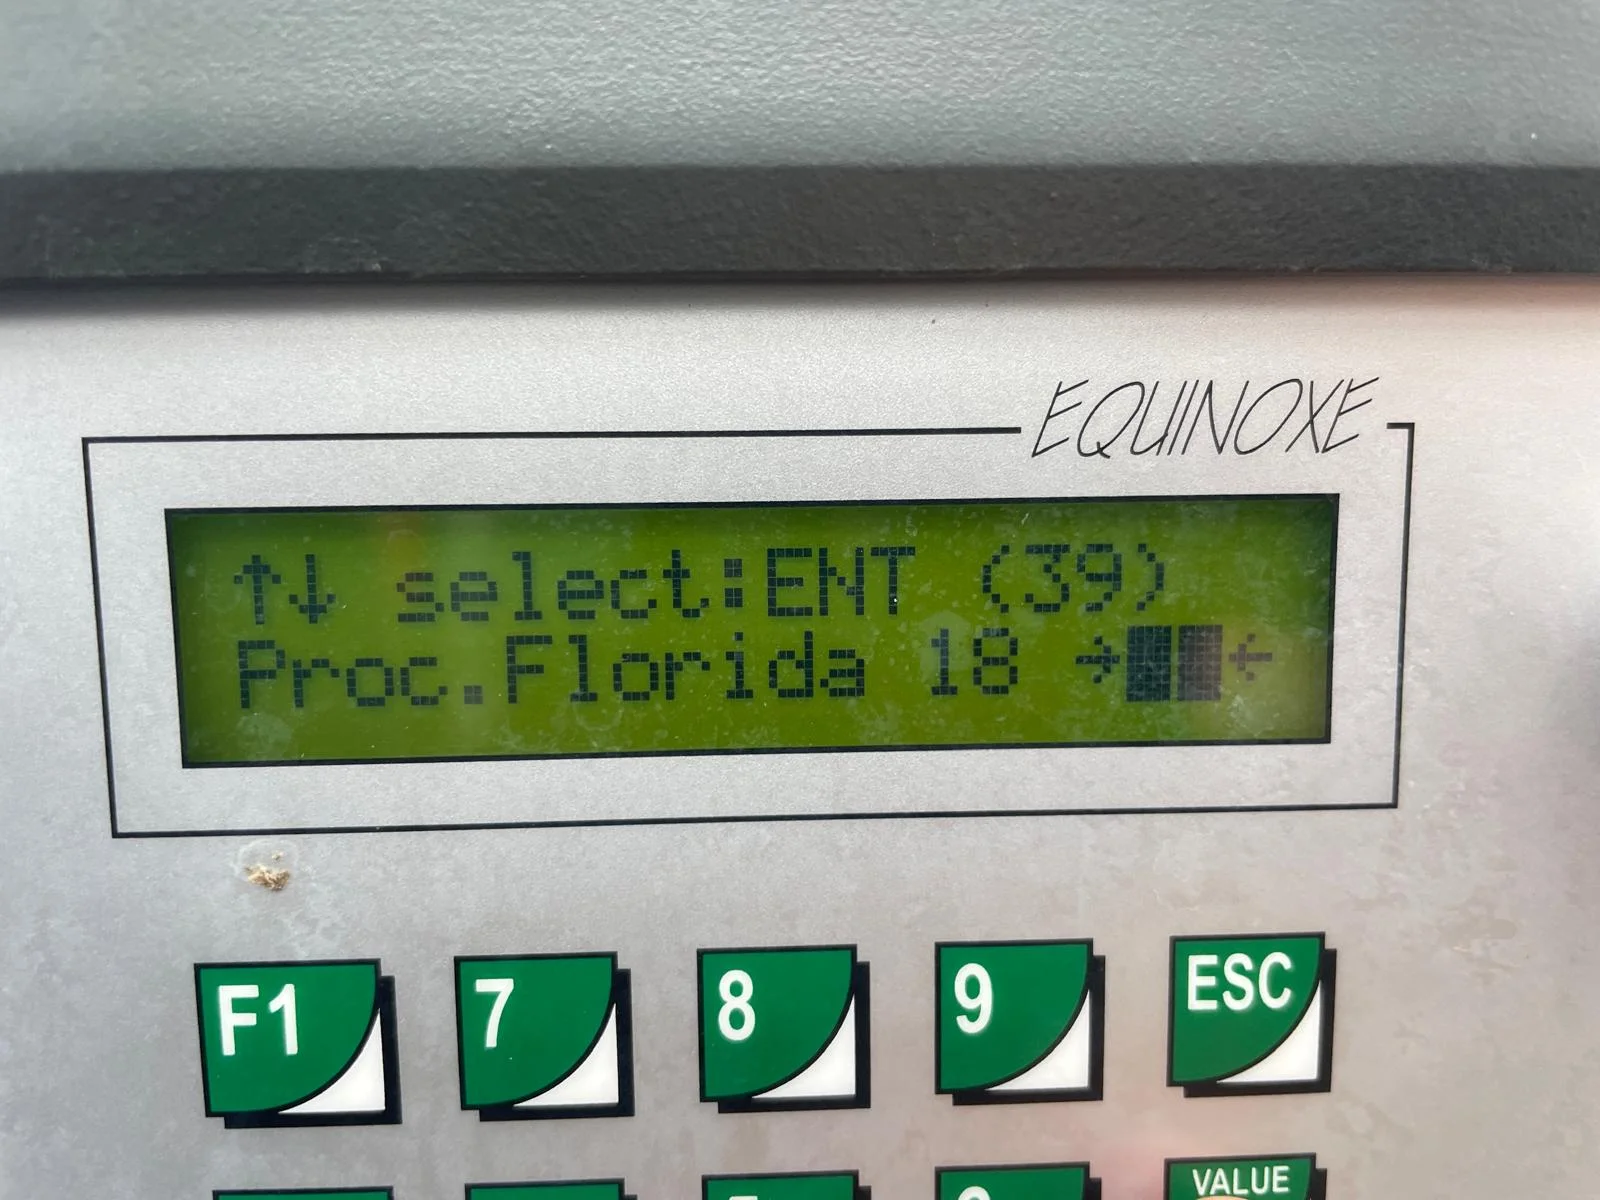 EQUINOXE
↑↓ select:ENT (39)
Proc.Florida 18 →██←
F1 7 8 9 ESC
VALUE